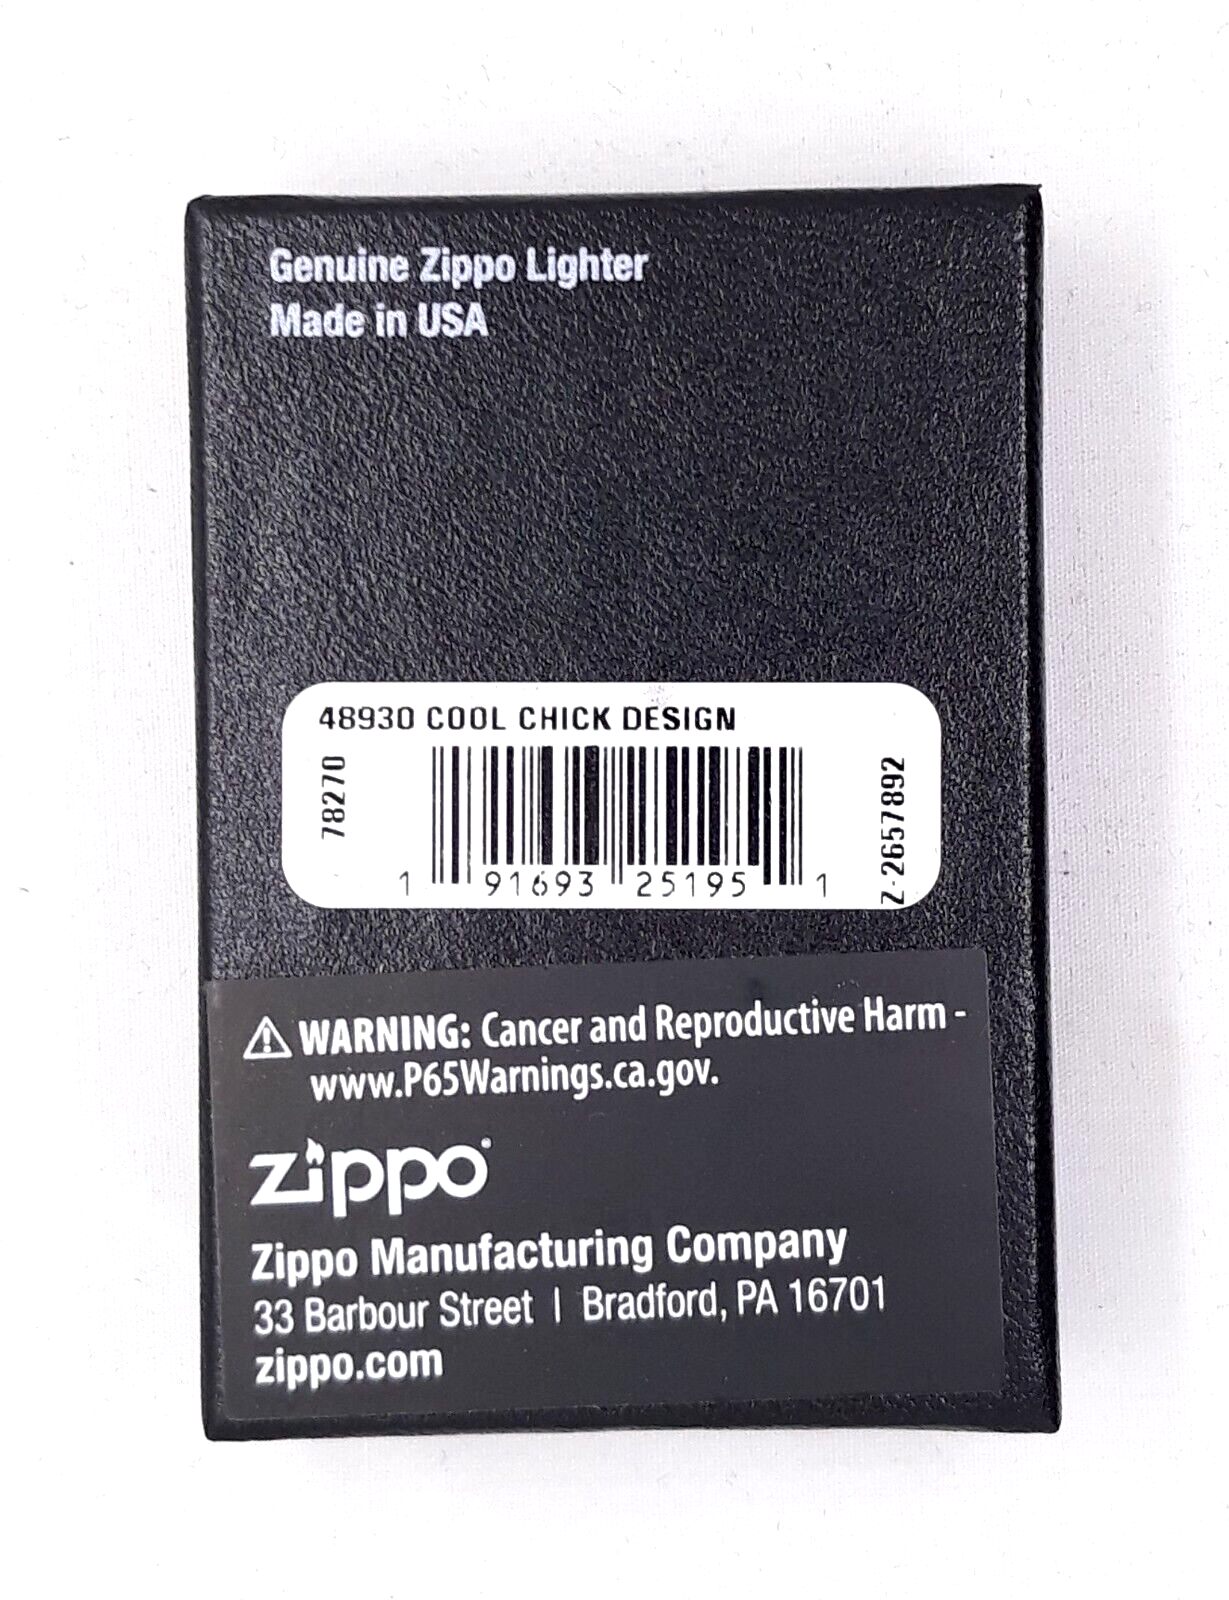 Genuine Zippo Lighter
Made in USA
48930 COOL CHICK DESIGN
78270
Z-2657892
1 91693 25195 1
WARNING: Cancer and Reproductive Harm -
www.P65Warnings.ca.gov.
zippo®
Zippo Manufacturing Company
33 Barbour Street | Bradford, PA 16701
zippo.com